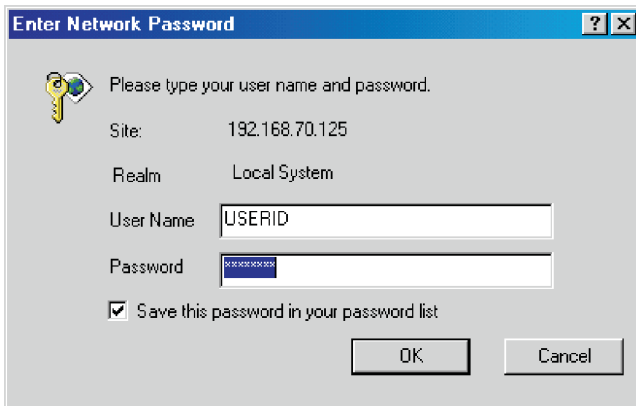 Enter Network Password
Please type your user name and password.
Site: 192.168.70.125
Realm Local System
User Name USERID
Password ********
Save this password in your password list
OK Cancel